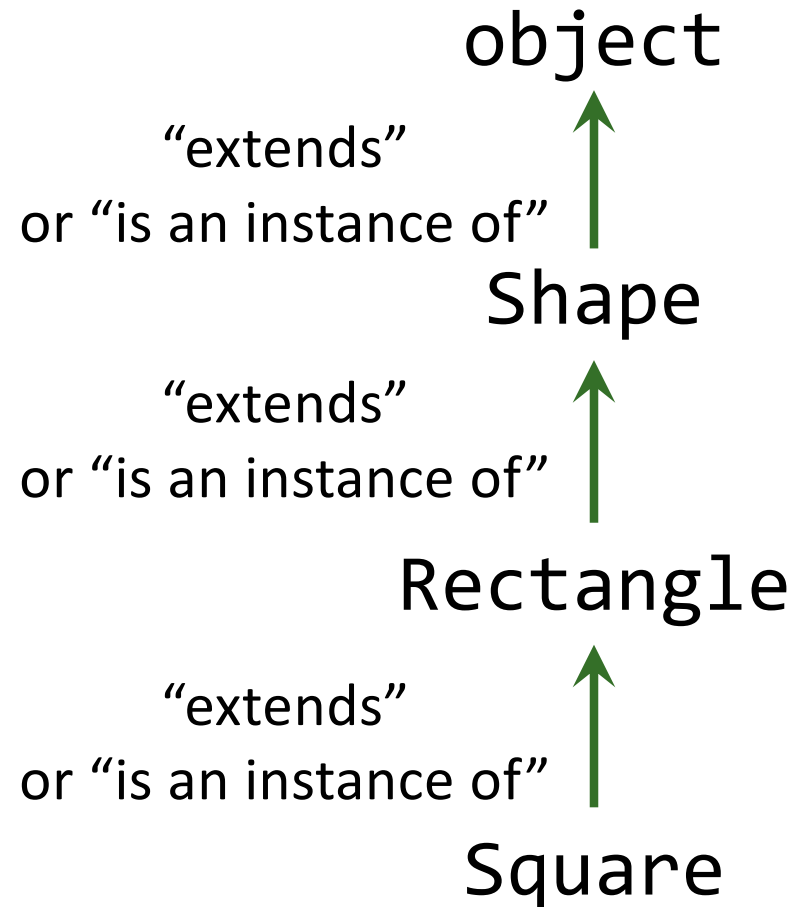 object
“extends”
or “is an instance of”
Shape
“extends”
or “is an instance of”
Rectangle
“extends”
or “is an instance of”
Square